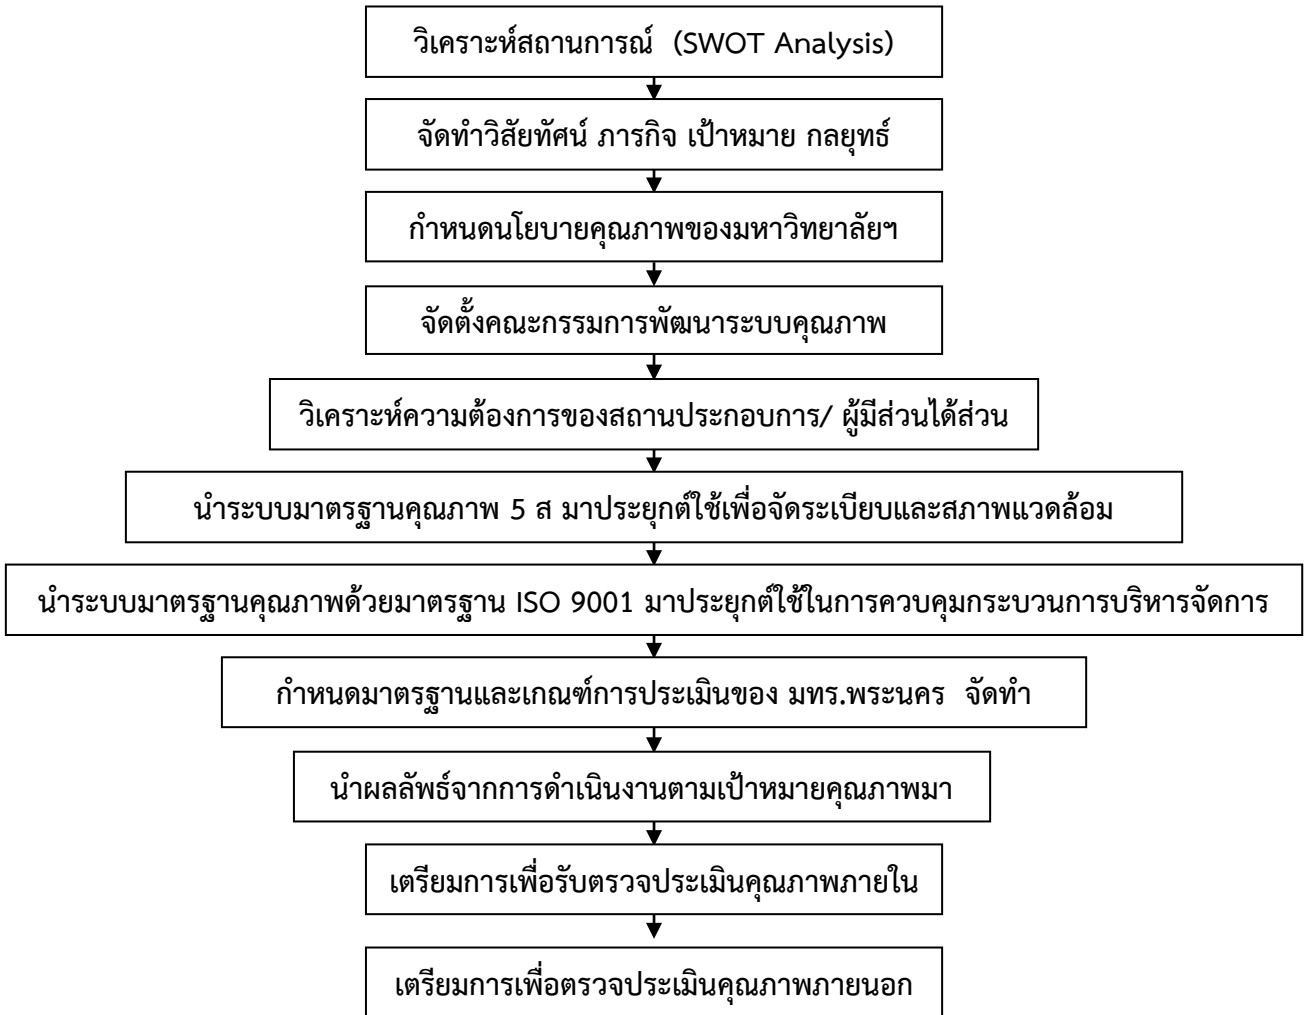 วิเคราะห์สถานการณ์ (SWOT Analysis)
จัดทำวิสัยทัศน์ ภารกิจ เป้าหมาย กลยุทธ์
กำหนดนโยบายคุณภาพของมหาวิทยาลัยฯ
จัดตั้งคณะกรรมการพัฒนาระบบคุณภาพ
วิเคราะห์ความต้องการของสถานประกอบการ/ ผู้มีส่วนได้ส่วน
นำระบบมาตรฐานคุณภาพ 5 ส มาประยุกต์ใช้เพื่อจัดระเบียบและสภาพแวดล้อม
นำระบบมาตรฐานคุณภาพด้วยมาตรฐาน ISO 9001 มาประยุกต์ใช้ในการควบคุมกระบวนการบริหารจัดการ
กำหนดมาตรฐานและเกณฑ์การประเมินของ มทร.พระนคร จัดทำ
นำผลลัพธ์จากการดำเนินงานตามเป้าหมายคุณภาพมา
เตรียมการเพื่อรับตรวจประเมินคุณภาพภายใน
เตรียมการเพื่อตรวจประเมินคุณภาพภายนอก